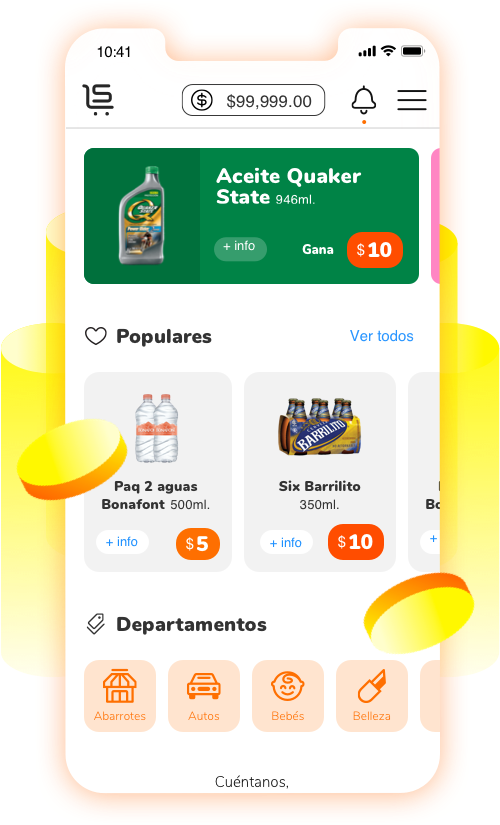 10:41
$99,999.00
Aceite Quaker
State 946ml.
+ info
Gana
$10
Populares
Ver todos
BARRILITO
Paq 2 aguas
Bonafont 500ml.
Six Barrilito
350ml.
+ info
$5
+ info
$10
Departamentos
Abarrotes
Autos
Bebés
Belleza
Cuéntanos,